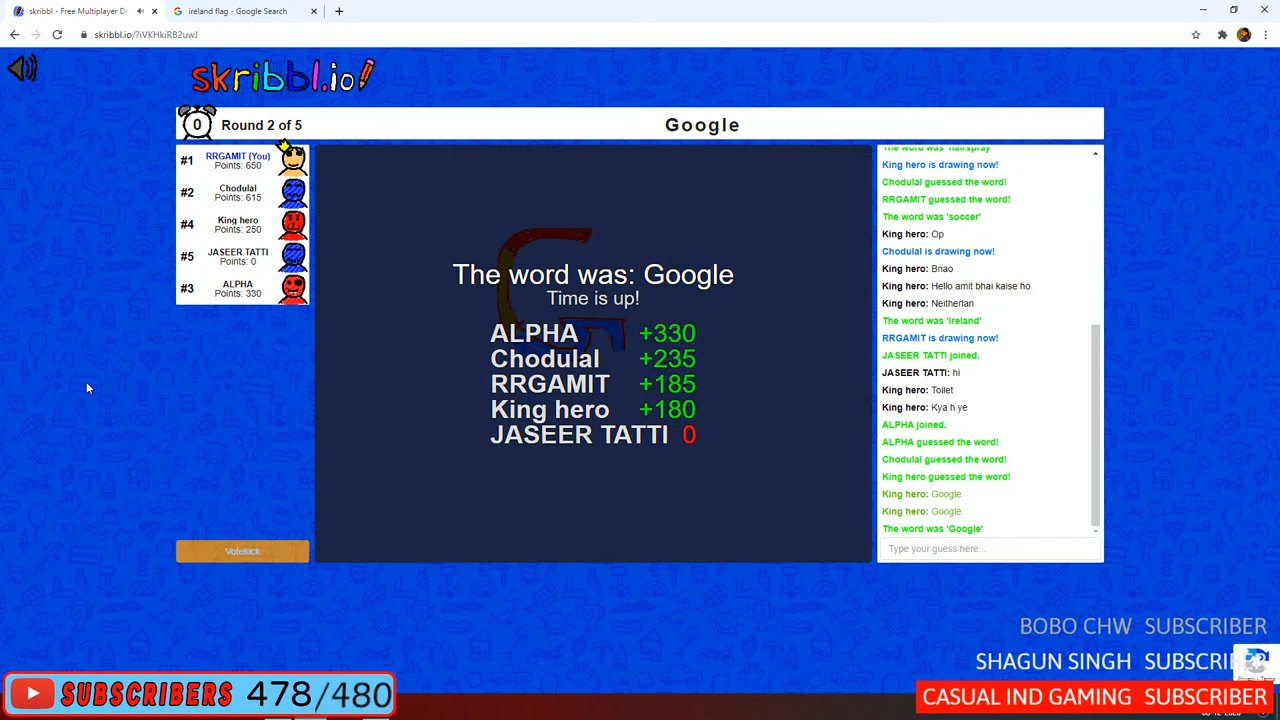 skribbl - Free Multiplayer Dr
ireland flag - Google Search
skribbl.io/?iVKHkiRB2uwJ
skribbl.io
0
Round 2 of 5
Google
#1
RRGAMIT (You)
Points: 650
#2
Chodulal
Points: 615
#4
King hero
Points: 250
#5
JASEER TATTI
Points: 0
#3
ALPHA
Points: 330
Votekick
The word was: Google
Time is up!
ALPHA +330
Chodulal +235
RRGAMIT +185
King hero +180
JASEER TATTI 0
The word was 'hairspray'
King hero is drawing now!
Chodulal guessed the word!
RRGAMIT guessed the word!
The word was 'soccer'
King hero: Op
Chodulal is drawing now!
King hero: Bnao
King hero: Hello amit bhai kaise ho
King hero: Neitherlan
The word was 'Ireland'
RRGAMIT is drawing now!
JASEER TATTI joined.
JASEER TATTI: hi
King hero: Toilet
King hero: Kya h ye
ALPHA joined.
ALPHA guessed the word!
Chodulal guessed the word!
King hero guessed the word!
King hero: Google
King hero: Google
The word was 'Google'
Type your guess here...
BOBO CHW SUBSCRIBER
SHAGUN SINGH SUBSCRIB
CASUAL IND GAMING SUBSCRIBER
Privacy - Terms
SUBSCRIBERS 478/480